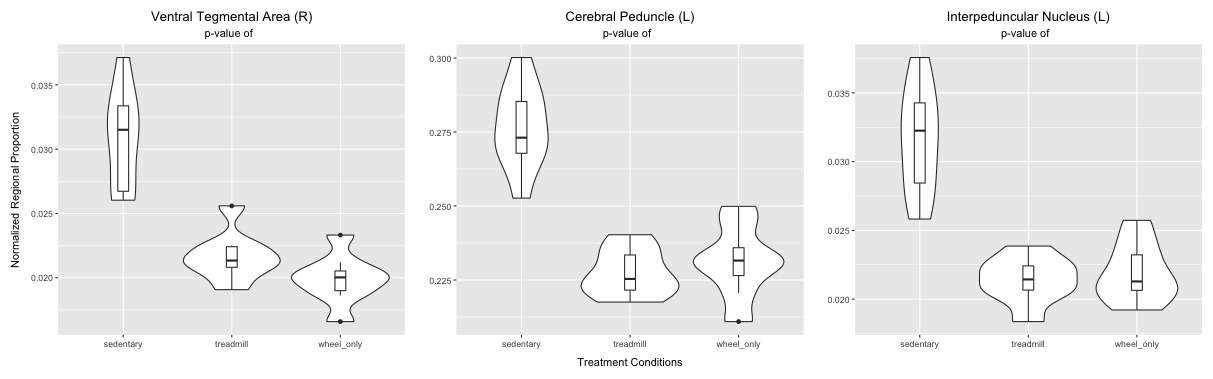 Ventral Tegmental Area (R)
p-value of
Cerebral Peduncle (L)
p-value of
Interpeduncular Nucleus (L)
p-value of
Normalized Regional Proportion
0.035
0.030
0.025
0.020
sedentary
treadmill
wheel_only
0.300
0.275
0.250
0.225
sedentary
treadmill
wheel_only
0.035
0.030
0.025
0.020
sedentary
treadmill
wheel_only
Treatment Conditions